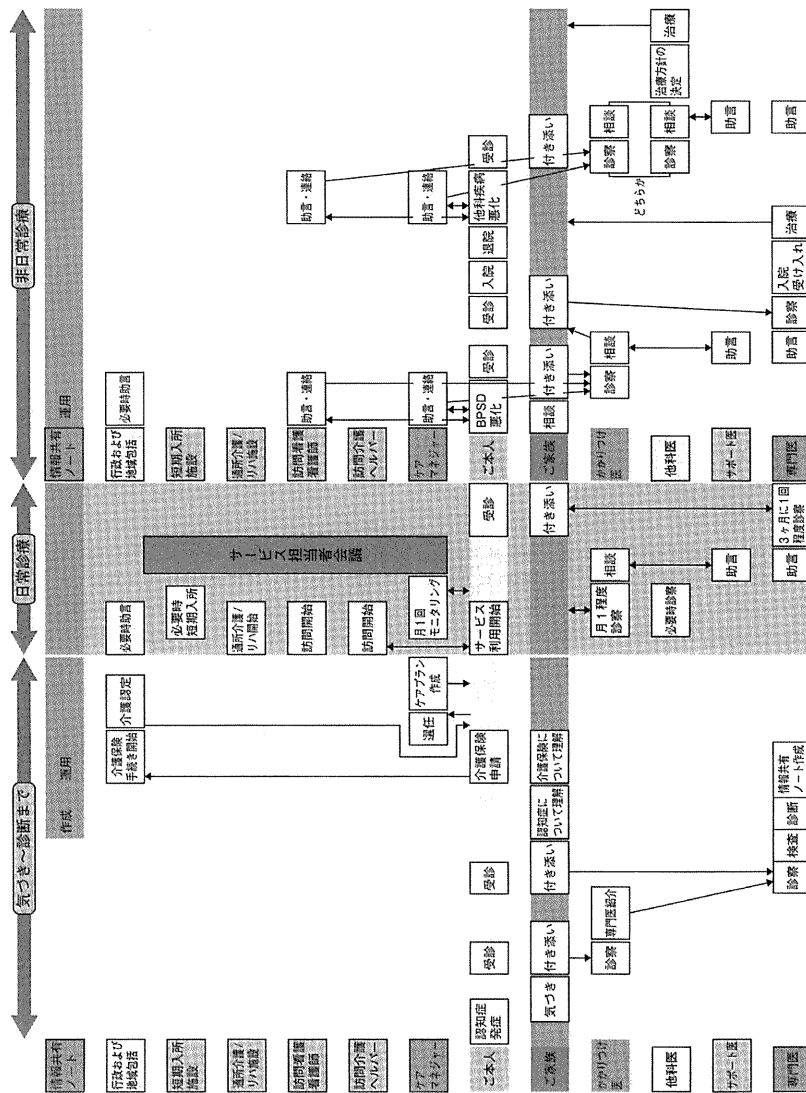 気づき～診断まで
日常診療
非日常診療
情報共有
ノート
作成
運用
運用
行政および
地域包括
介護保険
手続き開始
介護認定
必要時助言
行政および
地域包括
必要時助言
短期入所
施設
必要時
短期入所
短期入所
施設
通所介護/
リハ施設
通所介護/
リハ開始
通所介護/
リハ施設
訪問看護
看護師
訪問開始
訪問看護
看護師
助言・連絡
助言・連絡
訪問介護
ヘルパー
訪問開始
訪問介護
ヘルパー
サービス担当者会議
ケア
マネジャー
選任
ケアプラン
作成
月1回
モニタリング
ケア
マネジャー
助言・連絡
助言・連絡
ご本人
認知症
発症
受診
受診
介護保険
申請
サービス
利用開始
受診
ご本人
BPSD
悪化
受診
受診
入院
退院
他科疾病
悪化
受診
ご家族
気づき
付き添い
付き添い
認知症に
ついて理解
介護保険に
ついて理解
付き添い
ご家族
相談
付き添い
付き添い
付き添い
かかりつけ
医
診察
専門医紹介
月1程度
診察
相談
かかりつけ
医
診察
相談
どちらか
診察
相談
他科医
必要時診察
他科医
診察
相談
治療方針の
決定
治療
サポート医
助言
サポート医
助言
助言
専門医
診察
検査
診断
情報共有
ノート作成
助言
3ヶ月に1回
程度診察
専門医
助言
診察
入院
受け入れ
治療
助言
情報共有
ノート